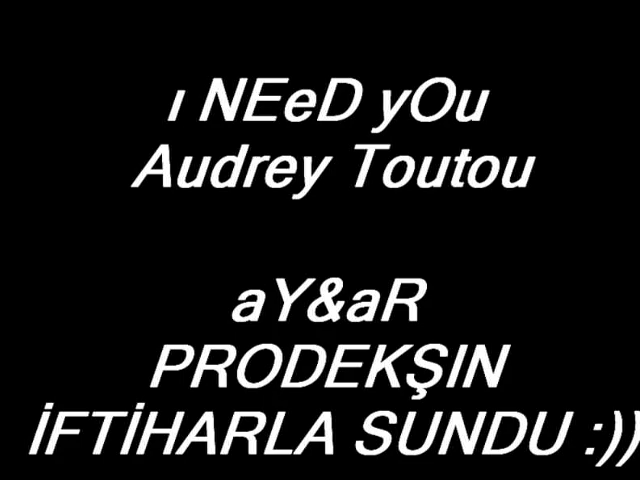 ı NEeD yOu
Audrey Toutou
aY&aR
PRODEKŞIN
İFTİHARLA SUNDU :))